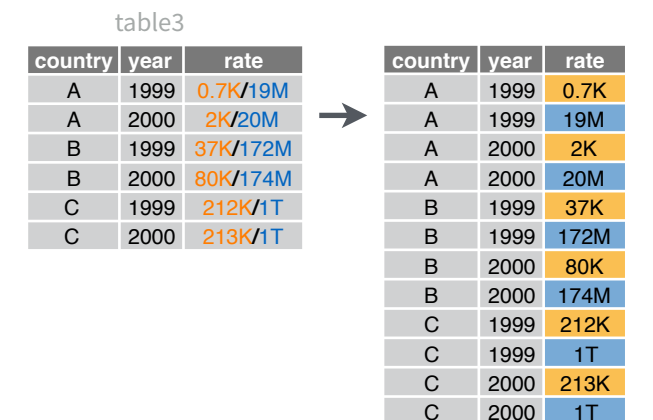 table3
country year rate
A 1999 0.7K/19M
A 2000 2K/20M
B 1999 37K/172M
B 2000 80K/174M
C 1999 212K/1T
C 2000 213K/1T
country year rate
A 1999 0.7K
A 1999 19M
A 2000 2K
A 2000 20M
B 1999 37K
B 1999 172M
B 2000 80K
B 2000 174M
C 1999 212K
C 1999 1T
C 2000 213K
C 2000 1T